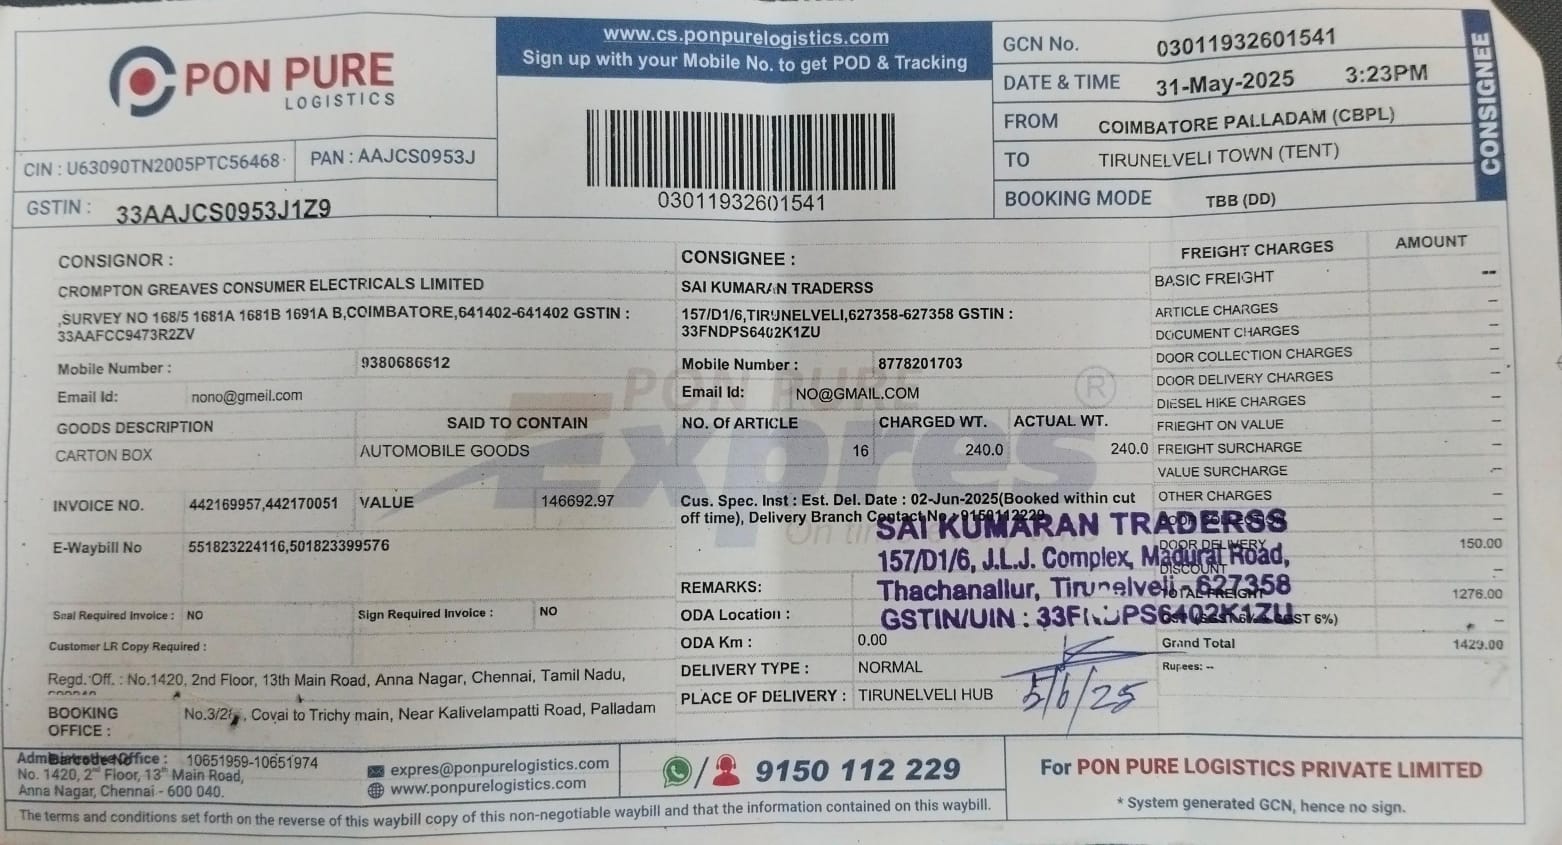 PON PURE
LOGISTICS
CIN : U63090TN2005PTC56468
PAN : AAJCS0953J
GSTIN : 33AAJCS0953J1Z9
www.cs.ponpurelogistics.com
Sign up with your Mobile No. to get POD & Tracking
03011932601541
GCN No. 03011932601541
DATE & TIME 31-May-2025 3:23PM
FROM COIMBATORE PALLADAM (CBPL)
TO TIRUNELVELI TOWN (TENT)
BOOKING MODE TBB (DD)
CONSIGNEE
CONSIGNOR :
CROMPTON GREAVES CONSUMER ELECTRICALS LIMITED
,SURVEY NO 168/5 1681A 1681B 1691A B,COIMBATORE,641402-641402 GSTIN :
33AAFCC9473R2ZV
Mobile Number : 9380686612
Email Id: nono@gmeil.com
GOODS DESCRIPTION SAID TO CONTAIN
CARTON BOX AUTOMOBILE GOODS
INVOICE NO. 442169957,442170051 VALUE 146692.97
E-Waybill No 551823224116,501823399576
Seal Required Invoice : NO Sign Required Invoice : NO
Customer LR Copy Required :
Regd. Off. : No.1420, 2nd Floor, 13th Main Road, Anna Nagar, Chennai, Tamil Nadu,
BOOKING OFFICE : , Covai to Trichy main, Near Kalivelampatti Road, Palladam
CONSIGNEE :
SAI KUMARAN TRADERSS
157/D1/6,TIRUNELVELI,627358-627358 GSTIN :
33FNDPS6402K1ZU
Mobile Number : 8778201703
Email Id: NO@GMAIL.COM
PON PURE
Expres
®
NO. Of ARTICLE CHARGED WT. ACTUAL WT.
16 240.0 240.0
Cus. Spec. Inst : Est. Del. Date : 02-Jun-2025(Booked within cut
off time), Delivery Branch Contact No : 9150112229
REMARKS:
ODA Location :
ODA Km : 0.00
DELIVERY TYPE : NORMAL
PLACE OF DELIVERY : TIRUNELVELI HUB
SAI KUMARAN TRADERSS
157/D1/6, J.L.J. Complex, Madurai Road,
Thachanallur, Tirunelveli - 627358
GSTIN/UIN : 33FNDPS6402K1ZU
5/6/25
FREIGHT CHARGES AMOUNT
BASIC FREIGHT --
ARTICLE CHARGES -
DOCUMENT CHARGES -
DOOR COLLECTION CHARGES -
DOOR DELIVERY CHARGES -
DIESEL HIKE CHARGES -
FRIEGHT ON VALUE -
FREIGHT SURCHARGE -
VALUE SURCHARGE -
OTHER CHARGES -
DOOR DELIVERY 150.00
DISCOUNT -
TOTAL FREIGHT 1276.00
GST 6%) -
Grand Total 1429.00
Rupees: --
Administrative Office :
Barcode No 10651959-10651974
No. 1420, 2nd Floor, 13th Main Road,
Anna Nagar, Chennai - 600 040.
expres@ponpurelogistics.com
www.ponpurelogistics.com
/ 9150 112 229
For PON PURE LOGISTICS PRIVATE LIMITED
* System generated GCN, hence no sign.
The terms and conditions set forth on the reverse of this waybill copy of this non-negotiable waybill and that the information contained on this waybill.